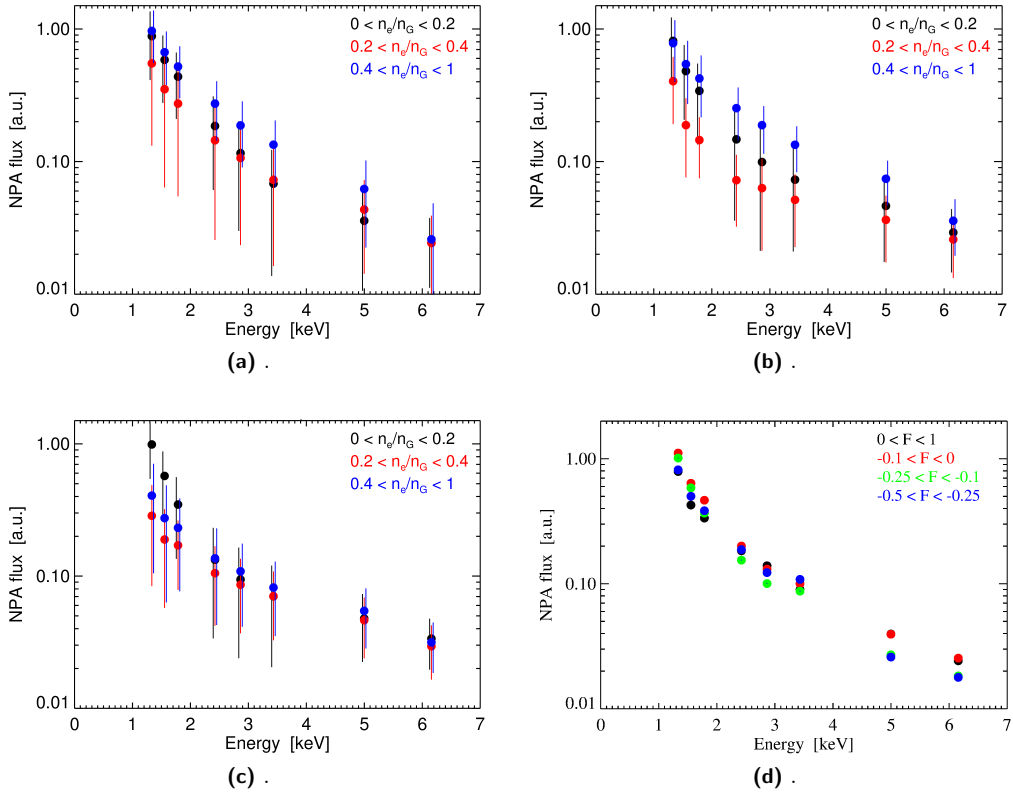 NPA flux [a.u.]
1.00
0.10
0.01
0 < n_e/n_G < 0.2
0.2 < n_e/n_G < 0.4
0.4 < n_e/n_G < 1
0 1 2 3 4 5 6 7
Energy [keV]
(a) .
NPA flux [a.u.]
1.00
0.10
0.01
0 < n_e/n_G < 0.2
0.2 < n_e/n_G < 0.4
0.4 < n_e/n_G < 1
0 1 2 3 4 5 6 7
Energy [keV]
(b) .
NPA flux [a.u.]
1.00
0.10
0.01
0 < n_e/n_G < 0.2
0.2 < n_e/n_G < 0.4
0.4 < n_e/n_G < 1
0 1 2 3 4 5 6 7
Energy [keV]
(c) .
NPA flux [a.u.]
1.00
0.10
0.01
0 < F < 1
-0.1 < F < 0
-0.25 < F < -0.1
-0.5 < F < -0.25
0 1 2 3 4 5 6 7
Energy [keV]
(d) .